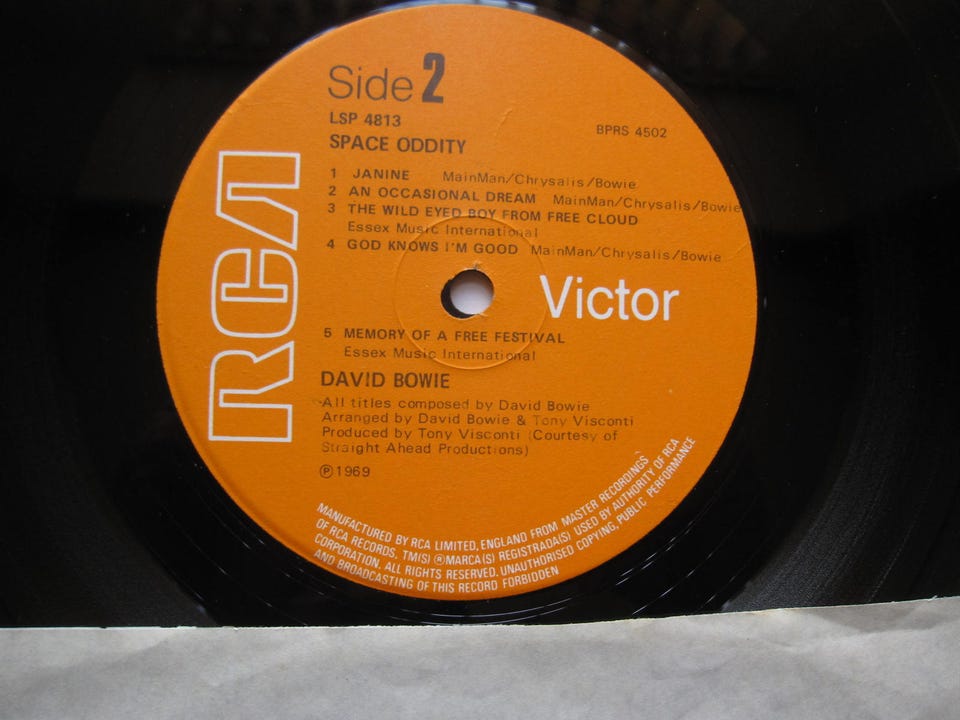 Side 2
LSP 4813
BPRS 4502
SPACE ODDITY
1 JANINE MainMan/Chrysalis/Bowie
2 AN OCCASIONAL DREAM MainMan/Chrysalis/Bowie
3 THE WILD EYED BOY FROM FREE CLOUD
Essex Music International
4 GOD KNOWS I'M GOOD MainMan/Chrysalis/Bowie
RCA
Victor
5 MEMORY OF A FREE FESTIVAL
Essex Music International
DAVID BOWIE
All titles composed by David Bowie
Arranged by David Bowie & Tony Visconti
Produced by Tony Visconti (Courtesy of
Straight Ahead Productions)
℗ 1969
MANUFACTURED BY RCA LIMITED, ENGLAND FROM MASTER RECORDINGS
OF RCA RECORDS, TM(S) ® MARCA(S) REGISTRADA(S) USED BY AUTHORITY OF RCA
CORPORATION. ALL RIGHTS RESERVED. UNAUTHORISED COPYING, PUBLIC PERFORMANCE
AND BROADCASTING OF THIS RECORD FORBIDDEN